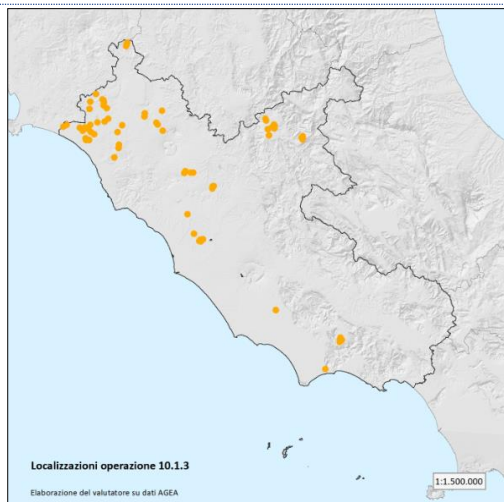 Localizzazioni operazione 10.1.3
1:1.500.000
Elaborazione del valutatore su dati AGEA